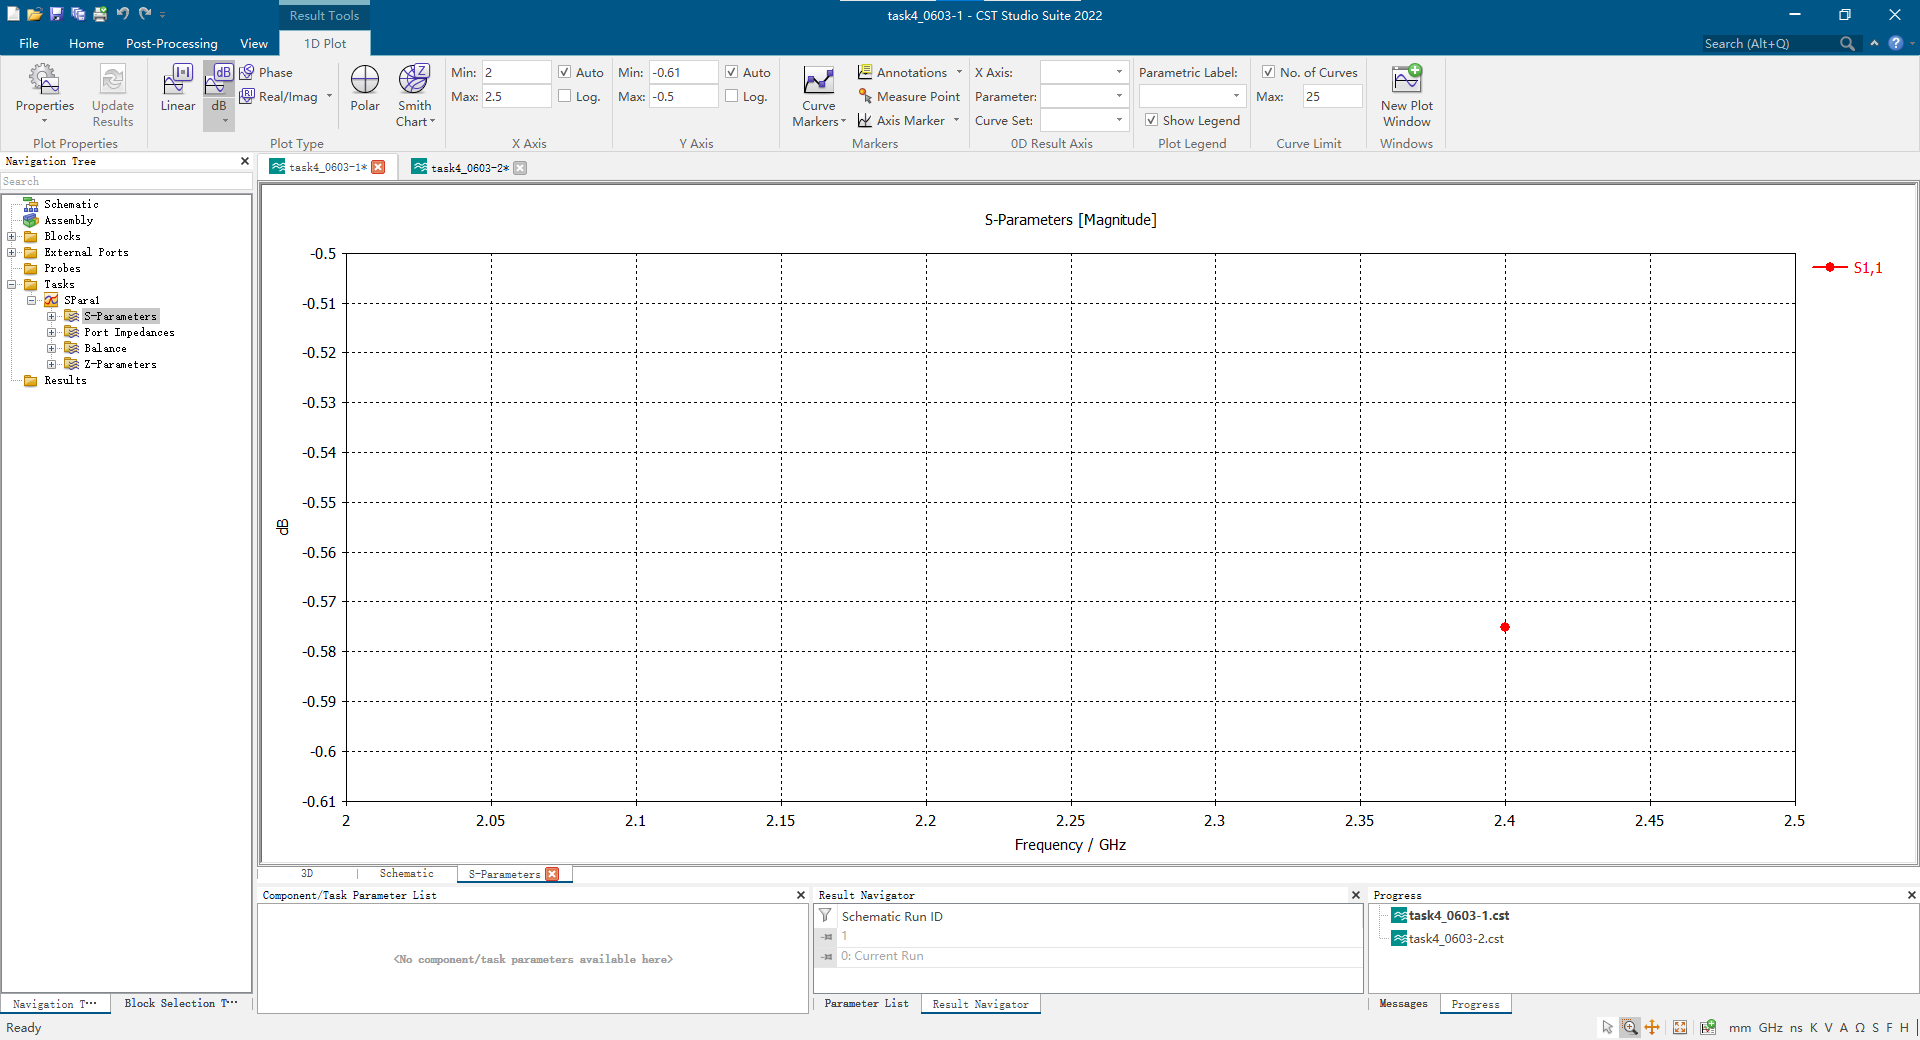 Result Tools
task4_0603-1 - CST Studio Suite 2022
File
Home
Post-Processing
View
1D Plot
Search (Alt+Q)
Properties
Update Results
Plot Properties
Linear
dB
Phase
Real/Imag
Polar
Smith Chart
Plot Type
Min: 2
Auto
Max: 2.5
Log.
X Axis
Min: -0.61
Auto
Max: -0.5
Log.
Y Axis
Curve Markers
Annotations
Measure Point
Axis Marker
Markers
X Axis:
Parameter:
Curve Set:
0D Result Axis
Parametric Label:
Show Legend
Plot Legend
No. of Curves
Max: 25
Curve Limit
New Plot Window
Windows
Navigation Tree
Search
Schematic
Assembly
Blocks
External Ports
Probes
Tasks
SPara1
S-Parameters
Port Impedances
Balance
Z-Parameters
Results
task4_0603-1*
task4_0603-2*
S-Parameters [Magnitude]
S1,1
dB
-0.5
-0.51
-0.52
-0.53
-0.54
-0.55
-0.56
-0.57
-0.58
-0.59
-0.6
-0.61
2 2.05 2.1 2.15 2.2 2.25 2.3 2.35 2.4 2.45 2.5
Frequency / GHz
3D
Schematic
S-Parameters
Component/Task Parameter List
<No component/task parameters available here>
Result Navigator
Schematic Run ID
1
0: Current Run
Parameter List
Result Navigator
Progress
task4_0603-1.cst
task4_0603-2.cst
Messages
Progress
Navigation T...
Block Selection T...
Ready
mm GHz ns K V A Ω S F H